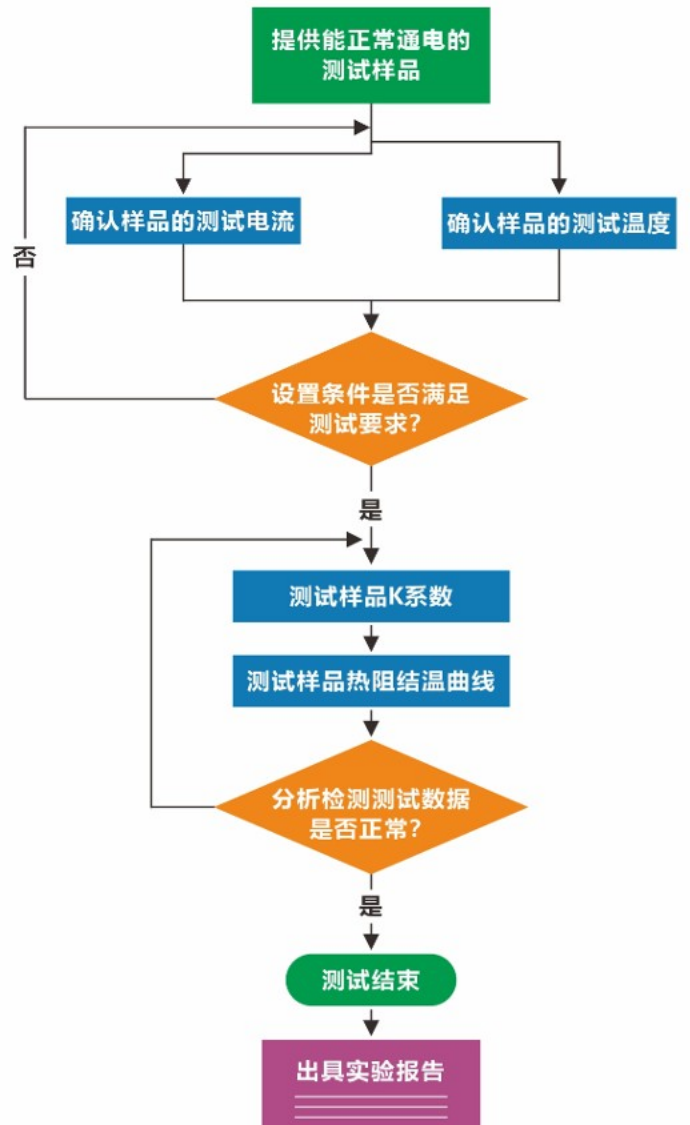 提供能正常通电的
测试样品
确认样品的测试电流
确认样品的测试温度
否
设置条件是否满足
测试要求?
是
测试样品K系数
测试样品热阻结温曲线
分析检测测试数据
是否正常?
是
测试结束
出具实验报告